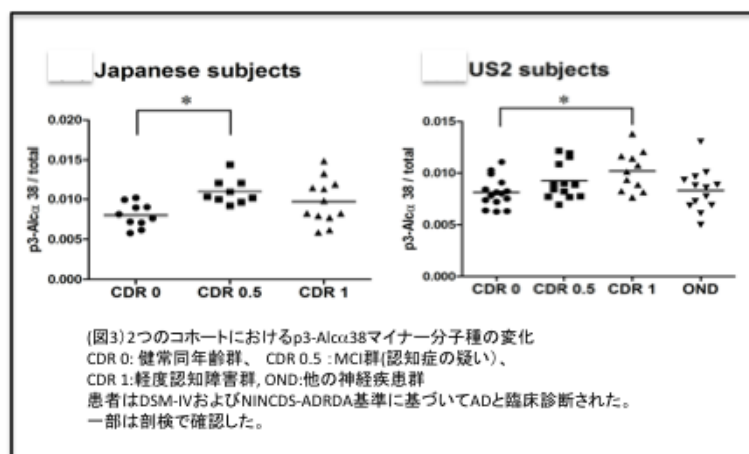 Japanese subjects
*
0.020
0.015
0.010
0.005
0.000
p3-Alcα 38 / total
CDR 0 CDR 0.5 CDR 1
US2 subjects
*
0.015
0.010
0.005
0.000
p3-Alcα 38 / total
CDR 0 CDR 0.5 CDR 1 OND
(図3)2つのコホートにおけるp3-Alcα38マイナー分子種の変化
CDR 0: 健常同年齢群、 CDR 0.5 : MCI群(認知症の疑い)、
CDR 1:軽度認知障害群, OND:他の神経疾患群
患者はDSM-IVおよびNINCDS-ADRDA基準に基づいてADと臨床診断された。
一部は剖検で確認した。